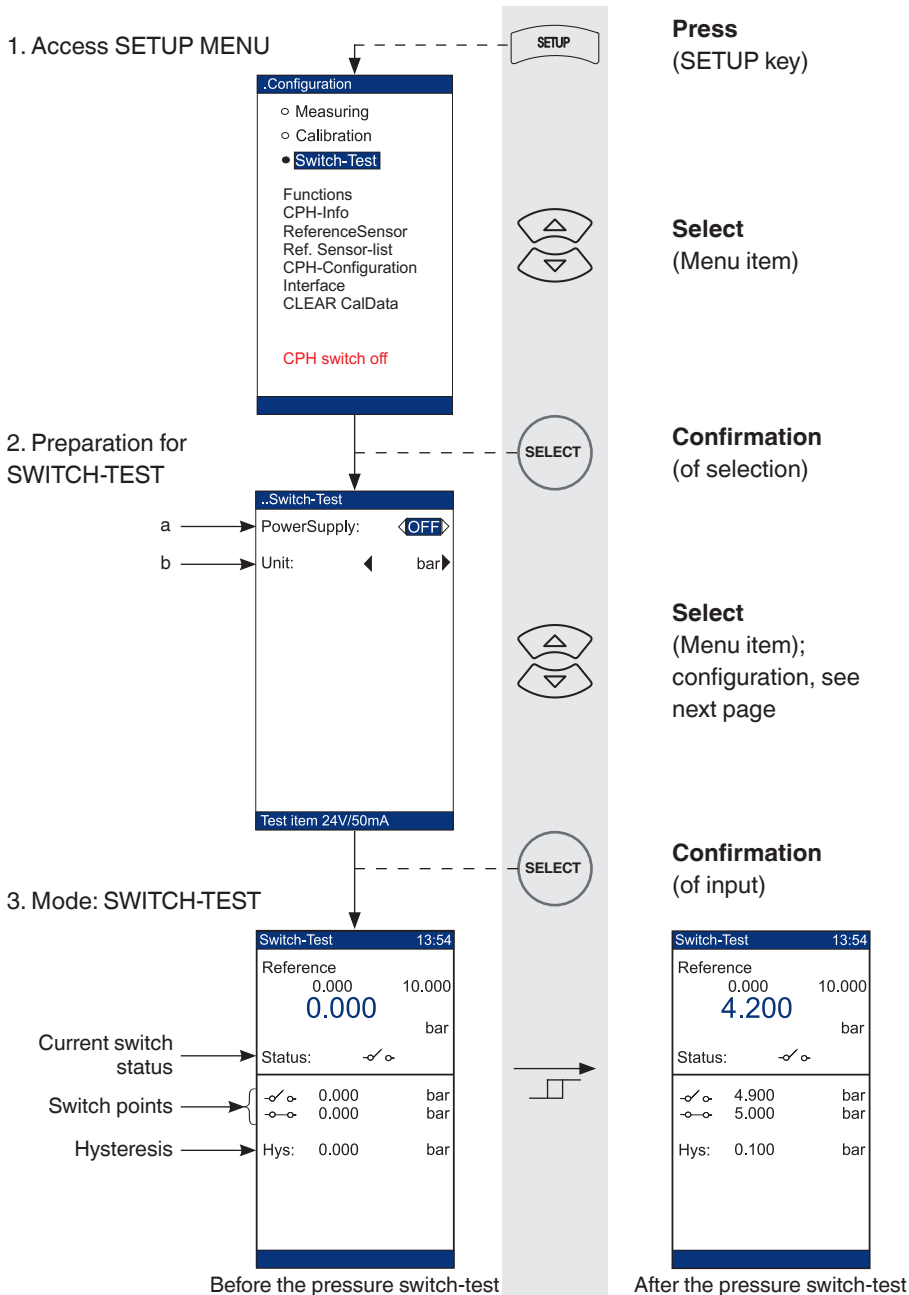 1. Access SETUP MENU
SETUP
Press
(SETUP key)
.Configuration
Measuring
Calibration
Switch-Test
Functions
CPH-Info
ReferenceSensor
Ref. Sensor-list
CPH-Configuration
Interface
CLEAR CalData
CPH switch off
Select
(Menu item)
2. Preparation for
SWITCH-TEST
SELECT
Confirmation
(of selection)
..Switch-Test
a
PowerSupply: OFF
b
Unit: bar
Test item 24V/50mA
Select
(Menu item);
configuration, see
next page
SELECT
Confirmation
(of input)
3. Mode: SWITCH-TEST
Switch-Test 13:54
Reference
0.000 10.000
0.000
bar
Current switch
status
Status:
Switch points
0.000 bar
0.000 bar
Hysteresis
Hys: 0.000 bar
Before the pressure switch-test
Switch-Test 13:54
Reference
0.000 10.000
4.200
bar
Status:
4.900 bar
5.000 bar
Hys: 0.100 bar
After the pressure switch-test